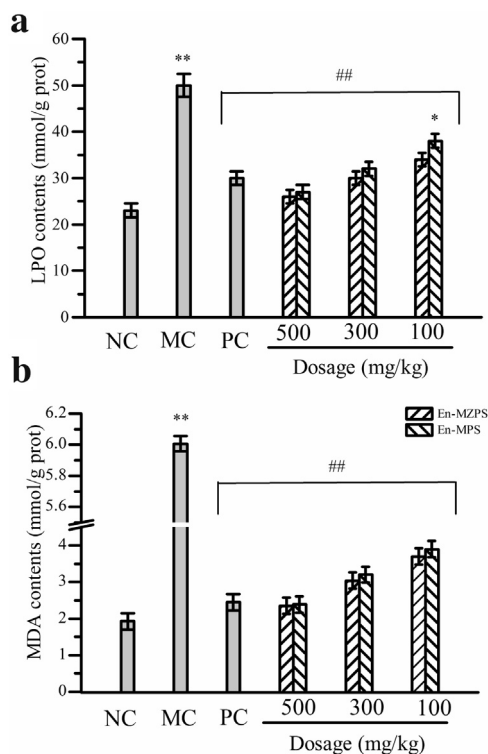 a
LPO contents (mmol/g prot)
60
50
40
30
20
10
0
**
##
*
NC MC PC 500 300 100
Dosage (mg/kg)
b
MDA contents (mmol/g prot)
6.2
6.0
5.8
5.6
4
3
2
1
0
**
En-MZPS
En-MPS
##
NC MC PC 500 300 100
Dosage (mg/kg)